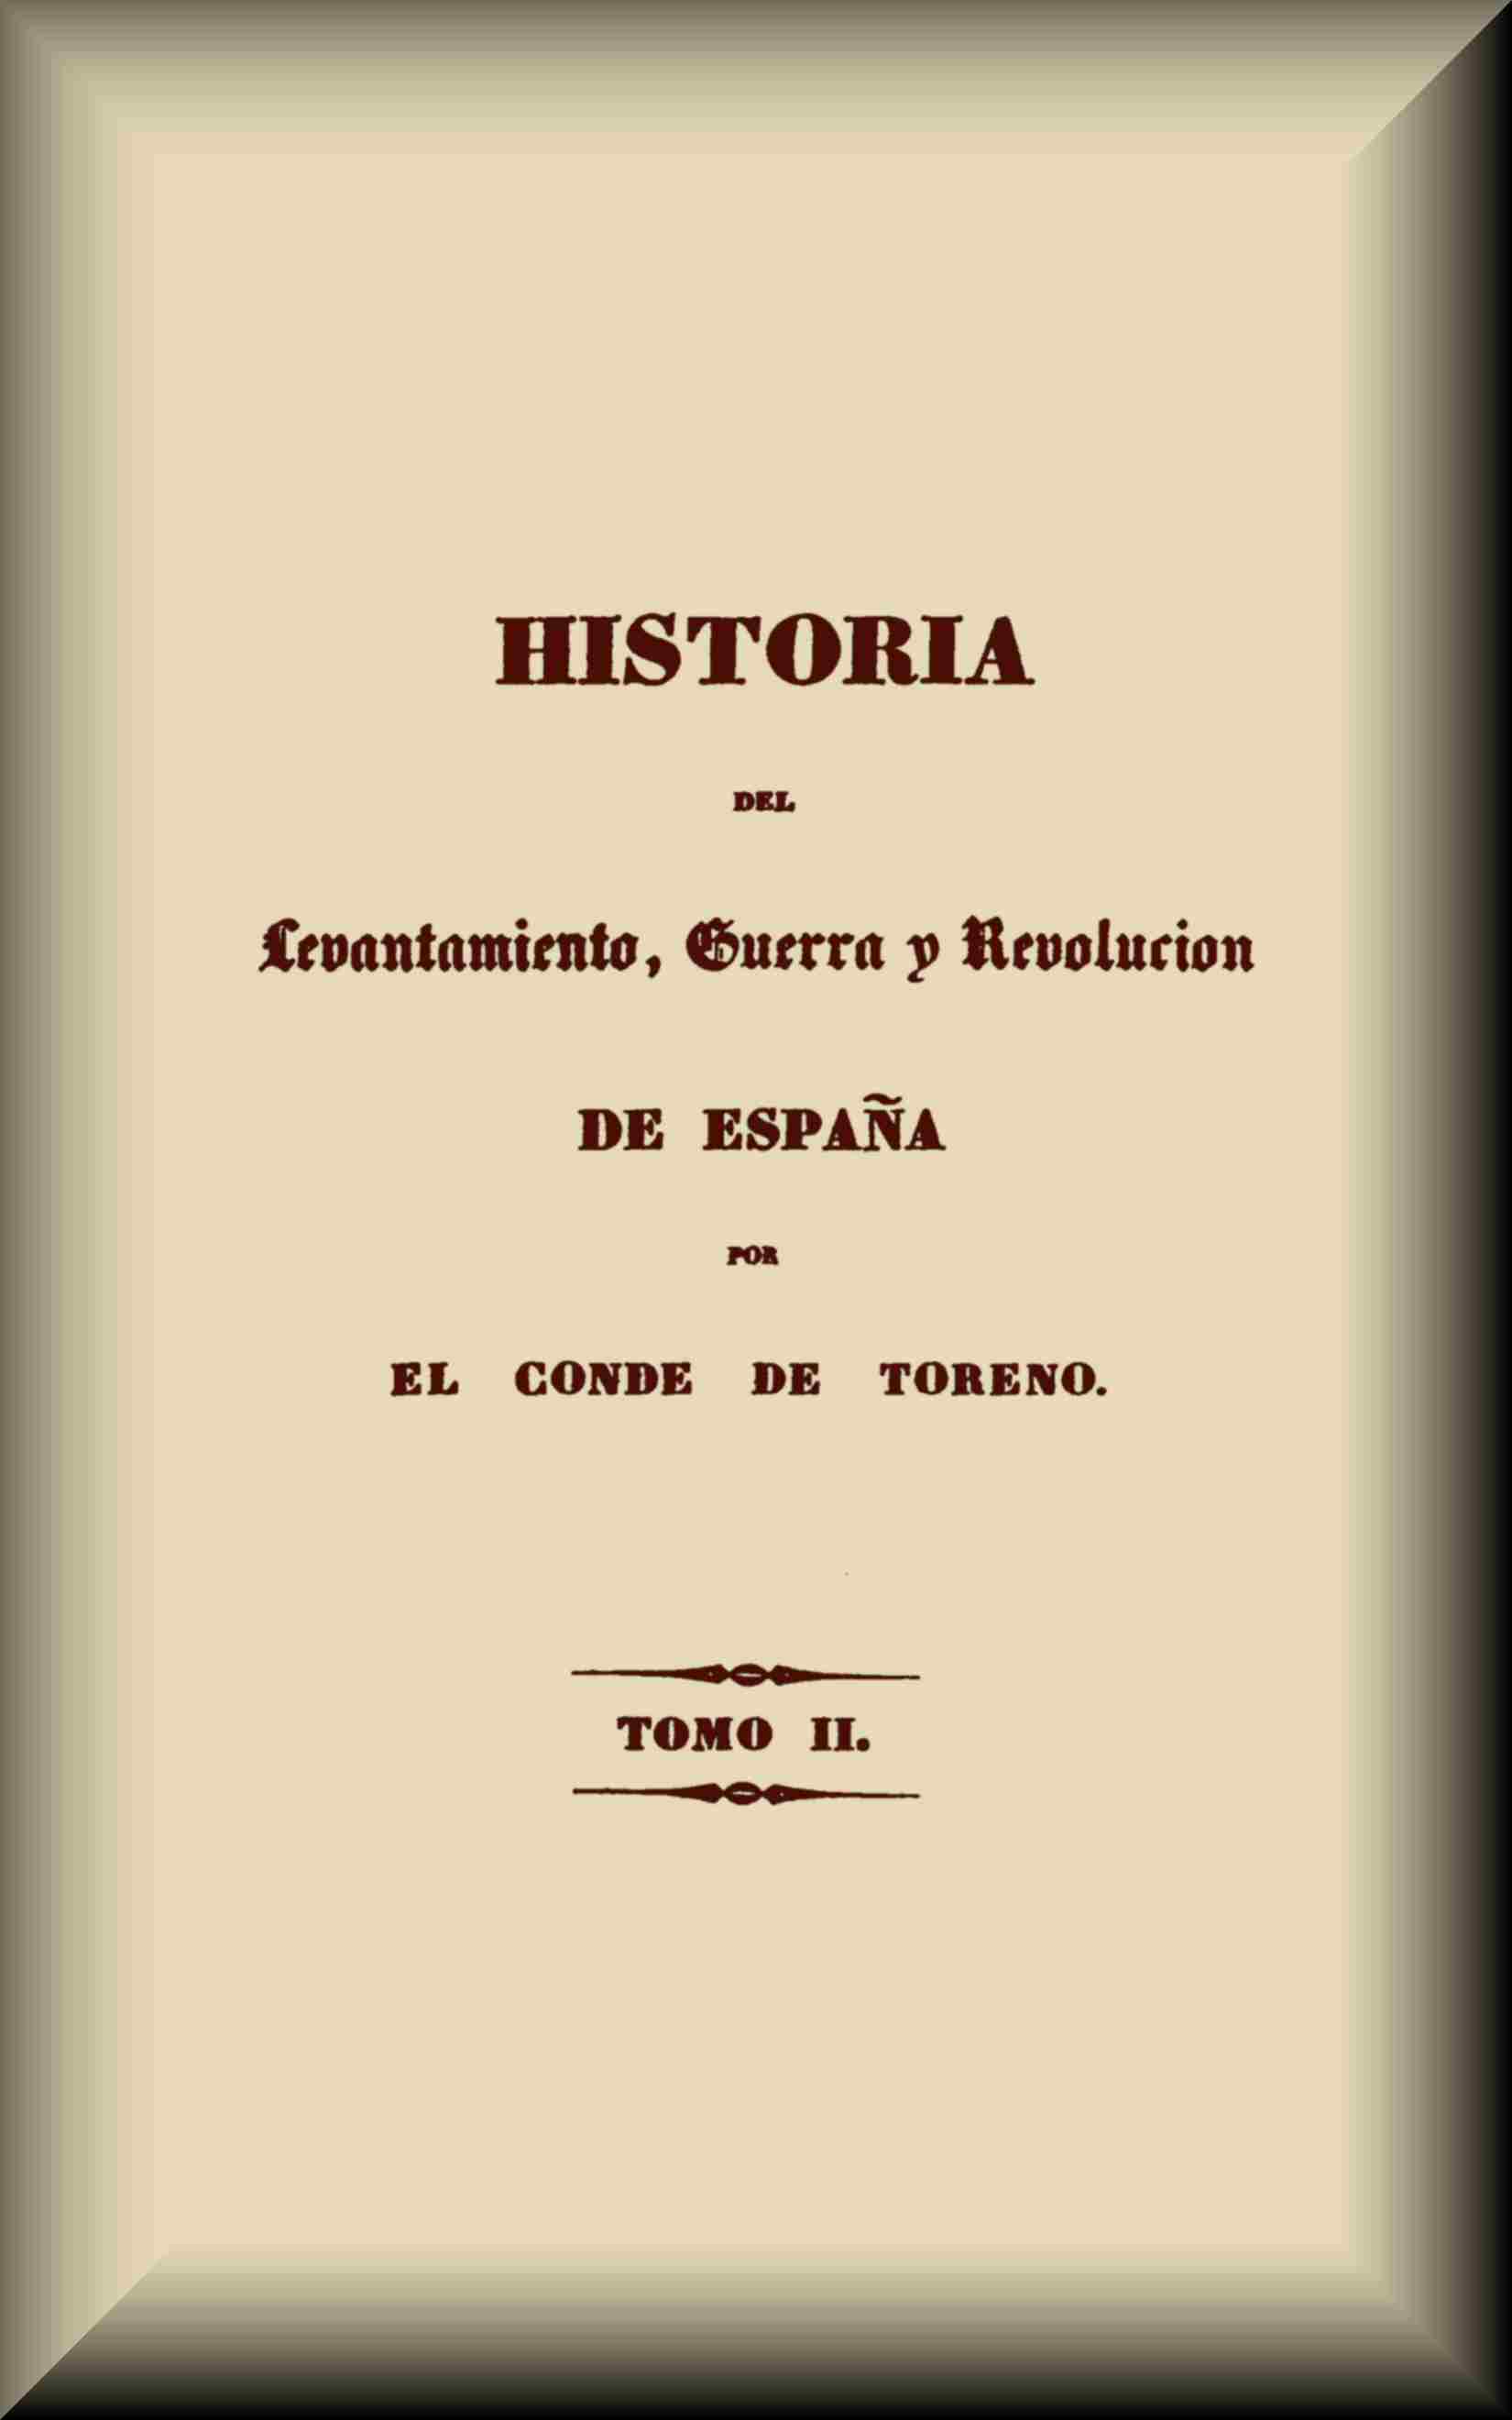 HISTORIA
DEL
Levantamiento, Guerra y Revolucion
DE ESPAÑA
POR
EL CONDE DE TORENO.
TOMO II.